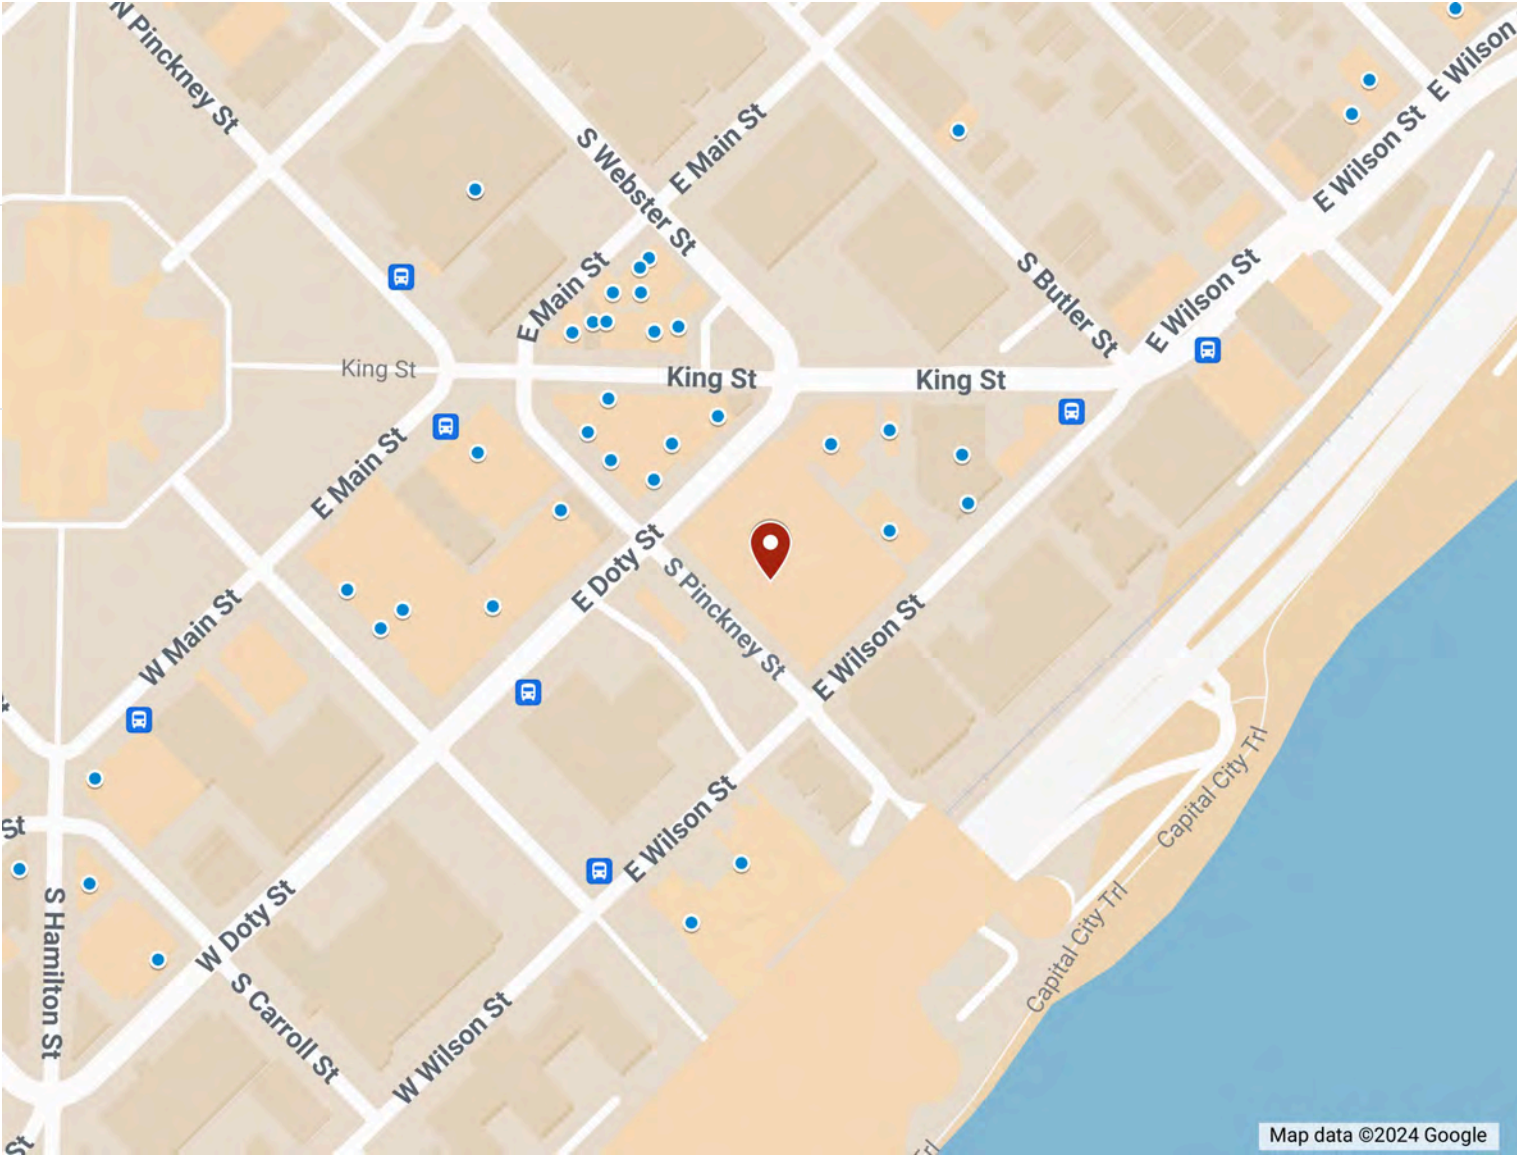 N Pinckney St
E Wilson
E Main St
S Webster St
E Wilson St
E Main St
S Butler St
E Wilson St
King St
King St
King St
E Main St
E Doty St
S Pinckney St
W Main St
E Wilson St
St
E Wilson St
Capital City Trl
S Hamilton St
W Doty St
Capital City Trl
S Carroll St
W Wilson St
St
Trl
Map data ©2024 Google